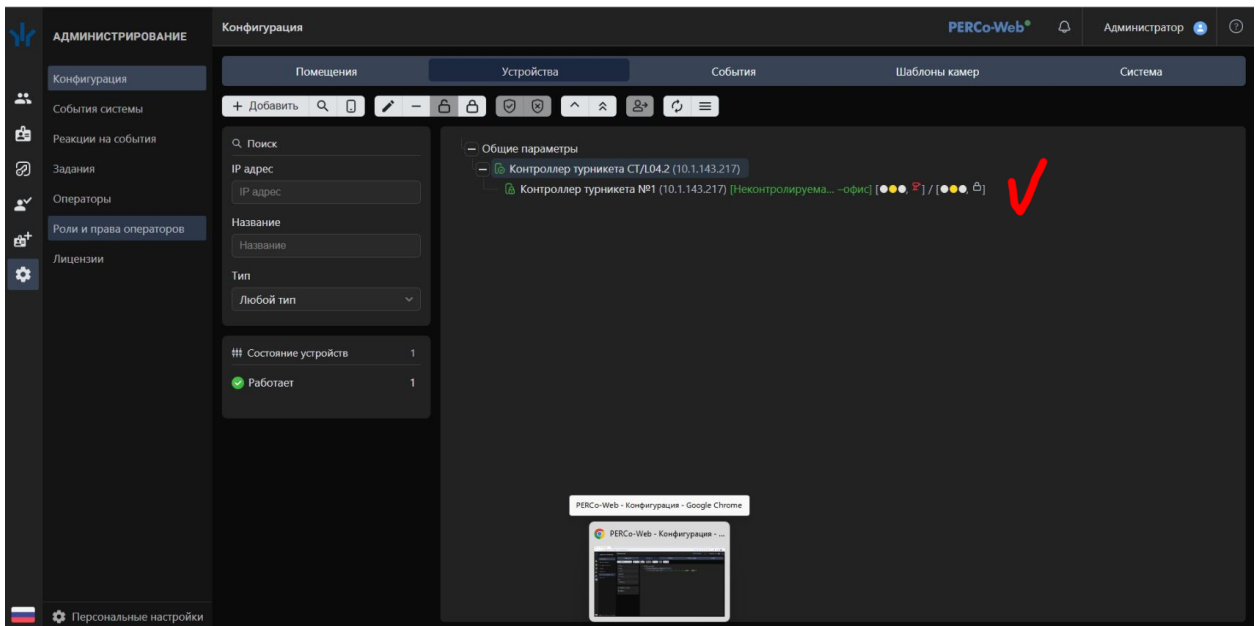 АДМИНИСТРИРОВАНИЕ
Конфигурация
События системы
Реакции на события
Задания
Операторы
Роли и права операторов
Лицензии
Персональные настройки
Конфигурация
PERCo-Web
Администратор
Помещения
Устройства
События
Шаблоны камер
Система
+ Добавить
Поиск
IP адрес
IP адрес
Название
Название
Тип
Любой тип
Состояние устройств 1
Работает 1
Общие параметры
Контроллер турникета CT/L04.2 (10.1.143.217)
Контроллер турникета №1 (10.1.143.217) [Неконтролируема... –офис] [●●●, ] / [●●●, ]
PERCo-Web - Конфигурация - Google Chrome
PERCo-Web - Конфигурация - ...